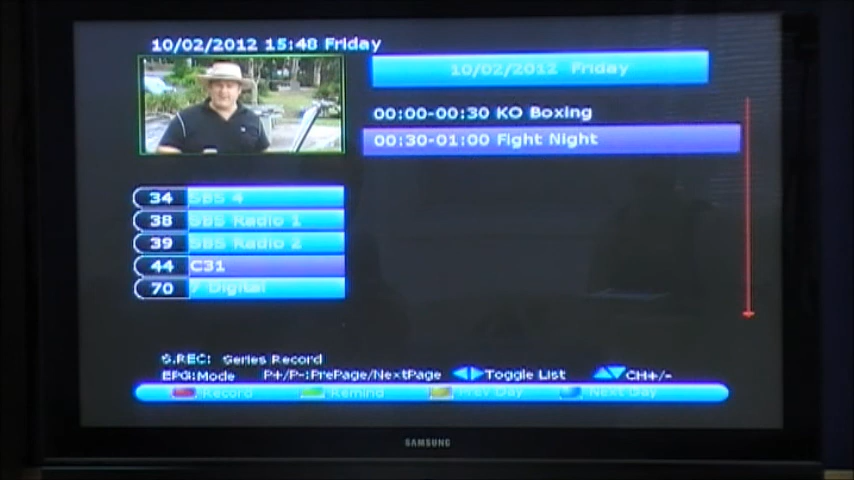 10/02/2012 15:48 Friday
10/02/2012 Friday
00:00-00:30 KO Boxing
00:30-01:00 Fight Night
34 SBS 4
38 SBS Radio 1
39 SBS Radio 2
44 C31
70 7 Digital
S.REC: Series Record
EPG:Mode P+/P-:PrePage/NextPage Toggle List CH+/-
Record Remind Prev Day Next Day
SAMSUNG